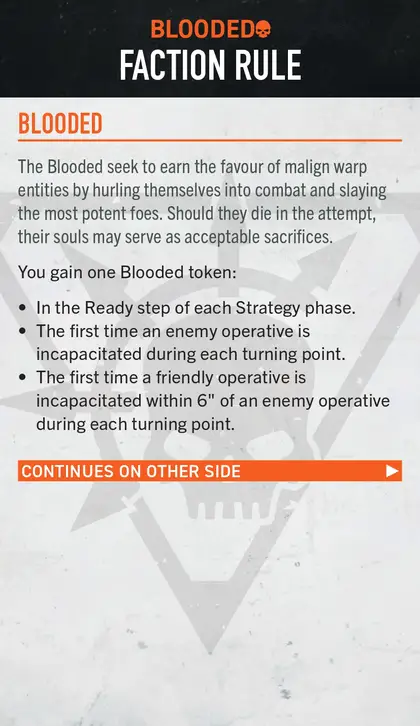 BLOODED
FACTION RULE
BLOODED
The Blooded seek to earn the favour of malign warp
entities by hurling themselves into combat and slaying
the most potent foes. Should they die in the attempt,
their souls may serve as acceptable sacrifices.
You gain one Blooded token:
• In the Ready step of each Strategy phase.
• The first time an enemy operative is
incapacitated during each turning point.
• The first time a friendly operative is
incapacitated within 6" of an enemy operative
during each turning point.
CONTINUES ON OTHER SIDE